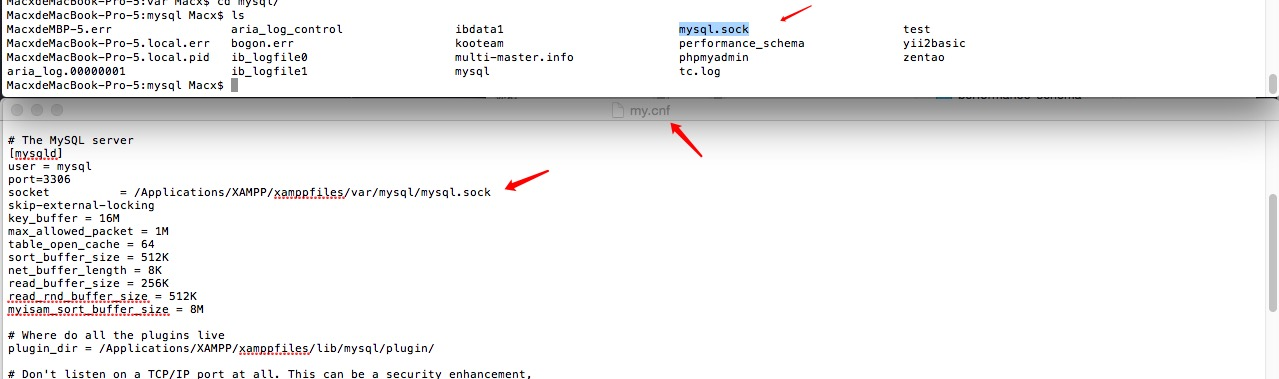 MacxdeMacBook-Pro-5:var Macx$ cd mysql/
MacxdeMacBook-Pro-5:mysql Macx$ ls
MacxdeMBP-5.err aria_log_control ibdata1 mysql.sock test
MacxdeMacBook-Pro-5.local.err bogon.err kooteam performance_schema yii2basic
MacxdeMacBook-Pro-5.local.pid ib_logfile0 multi-master.info phpmyadmin zentao
aria_log.00000001 ib_logfile1 mysql tc.log
MacxdeMacBook-Pro-5:mysql Macx$
my.cnf
# The MySQL server
[mysqld]
user = mysql
port=3306
socket = /Applications/XAMPP/xamppfiles/var/mysql/mysql.sock
skip-external-locking
key_buffer = 16M
max_allowed_packet = 1M
table_open_cache = 64
sort_buffer_size = 512K
net_buffer_length = 8K
read_buffer_size = 256K
read_rnd_buffer_size = 512K
myisam_sort_buffer_size = 8M
# Where do all the plugins live
plugin_dir = /Applications/XAMPP/xamppfiles/lib/mysql/plugin/
# Don't listen on a TCP/IP port at all. This can be a security enhancement,